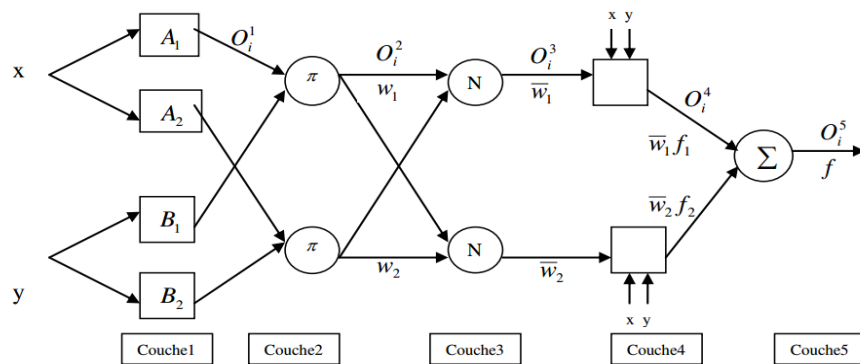 x y
A₁ O_i^1 π O_i^2 w₁ N O_i^3 w̅₁
x
A₂
O_i^4
w̅₁ f₁
Σ O_i^5 f
B₁
w̅₂ f₂
π w₂ N w̅₂
y
B₂
x y
Couche1 Couche2 Couche3 Couche4 Couche5